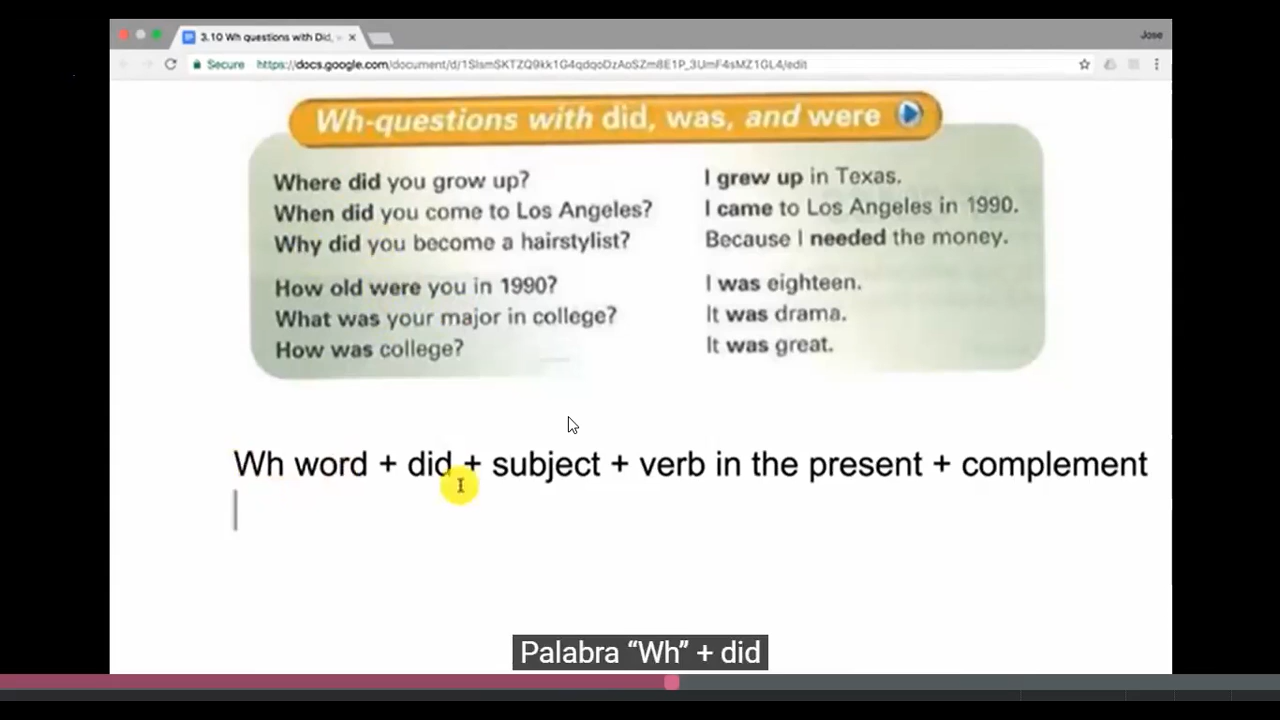 3.10 Wh questions with Did,
Jose
Secure
Wh-questions with did, was, and were
Where did you grow up?
I grew up in Texas.
When did you come to Los Angeles?
I came to Los Angeles in 1990.
Why did you become a hairstylist?
Because I needed the money.
How old were you in 1990?
I was eighteen.
What was your major in college?
It was drama.
How was college?
It was great.
Wh word + did + subject + verb in the present + complement
Palabra “Wh” + did